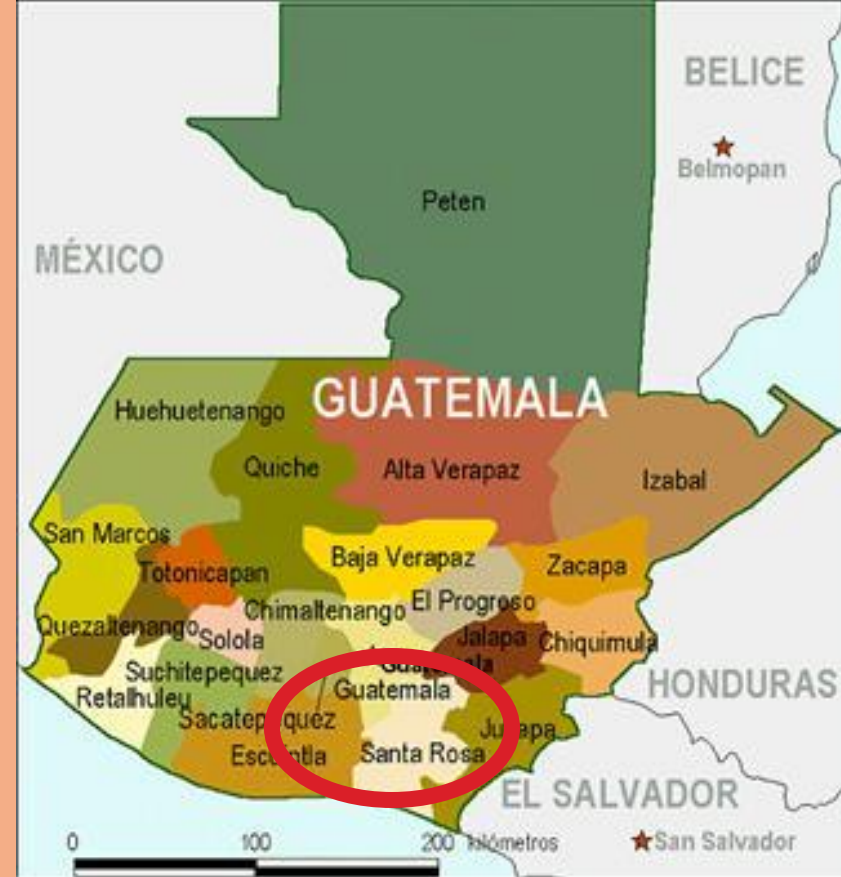 BELICE
Belmopan
Peten
MÉXICO
GUATEMALA
Huehuetenango
Quiche
Alta Verapaz
Izabal
San Marcos
Baja Verapaz
Zacapa
Totonicapan
Chimaltenango
El Progreso
Quezaltenango
Solola
Jalapa
Chiquimula
Guatemala
Suchitepequez
Guatemala
HONDURAS
Retalhuleu
Sacatepequez
Jutiapa
Escuintla
Santa Rosa
EL SALVADOR
0 100 200 kilómetros
San Salvador